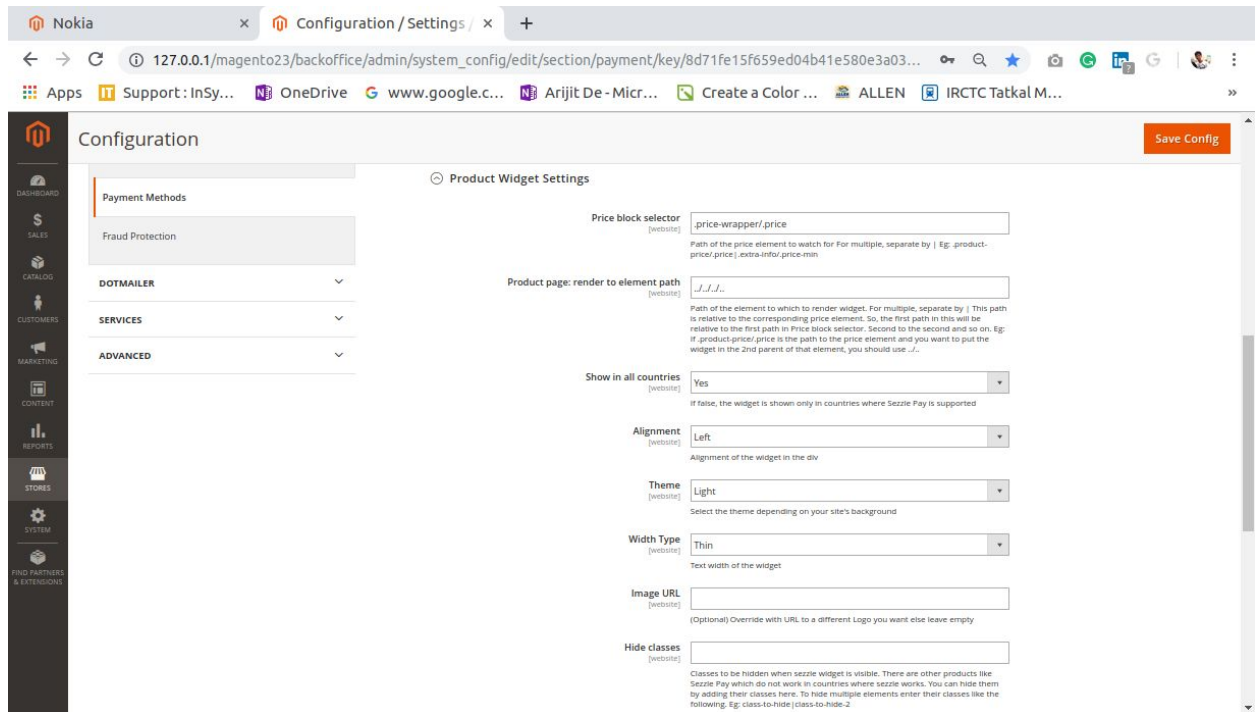 Nokia
Configuration / Settings /
127.0.0.1/magento23/backoffice/admin/system_config/edit/section/payment/key/8d71fe15f659ed04b41e580e3a03...
Apps Support : InSy... OneDrive www.google.c... Arijit De - Micr... Create a Color ... ALLEN IRCTC Tatkal M... »
Configuration
Save Config
DASHBOARD
SALES
CATALOG
CUSTOMERS
MARKETING
CONTENT
REPORTS
STORES
SYSTEM
FIND PARTNERS
& EXTENSIONS
Payment Methods
Fraud Protection
DOTMAILER
SERVICES
ADVANCED
Product Widget Settings
Price block selector
[website]
.price-wrapper/.price
Path of the price element to watch for For multiple, separate by | Eg: .product-
price/.price|.extra-info/.price-min
Product page: render to element path
[website]
../../../..
Path of the element to which to render widget. For multiple, separate by | This path
is relative to the corresponding price element. So, the first path in this will be
relative to the first path in Price block selector. Second to the second and so on. Eg:
If .product-price/.price is the path to the price element and you want to put the
widget in the 2nd parent of that element, you should use ../..
Show in all countries
[website]
Yes
If false, the widget is shown only in countries where Sezzle Pay is supported
Alignment
[website]
Left
Alignment of the widget in the div
Theme
[website]
Light
Select the theme depending on your site's background
Width Type
[website]
Thin
Text width of the widget
Image URL
[website]
(Optional) Override with URL to a different Logo you want else leave empty
Hide classes
[website]
Classes to be hidden when sezzle widget is visible. There are other products like
Sezzle Pay which do not work in countries where sezzle works. You can hide them
by adding their classes here. To hide multiple elements enter their classes like the
following. Eg: class-to-hide|class-to-hide-2